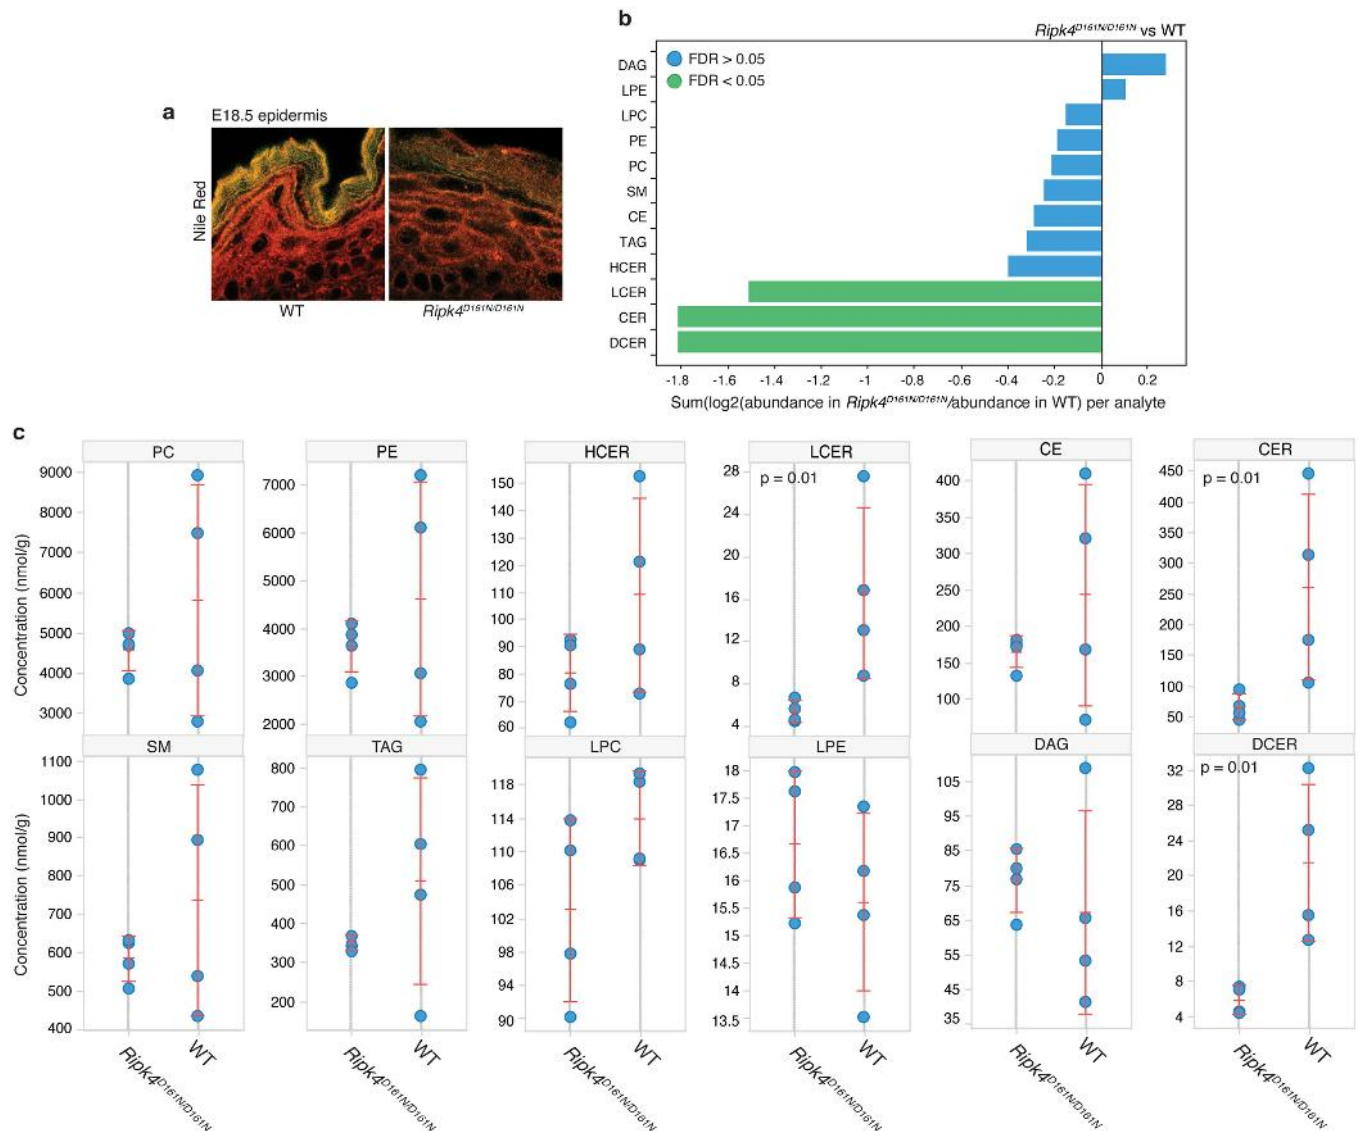 a
E18.5 epidermis
Nile Red
WT
Ripk4D161N/D161N
b
Ripk4D161N/D161N vs WT
FDR > 0.05
FDR < 0.05
DAG
LPE
LPC
PE
PC
SM
CE
TAG
HCER
LCER
CER
DCER
-1.8 -1.6 -1.4 -1.2 -1 -0.8 -0.6 -0.4 -0.2 0 0.2
Sum(log2(abundance in Ripk4D161N/D161N/abundance in WT) per analyte
c
Concentration (nmol/g)
PC
9000
8000
7000
6000
5000
4000
3000
PE
7000
6000
5000
4000
3000
2000
HCER
150
140
130
120
110
100
90
80
70
60
LCER
p = 0.01
28
24
20
16
12
8
4
CE
400
350
300
250
200
150
100
CER
p = 0.01
450
400
350
300
250
200
150
100
50
Concentration (nmol/g)
SM
1100
1000
900
800
700
600
500
400
TAG
800
700
600
500
400
300
200
LPC
118
114
110
106
102
98
94
90
LPE
18
17.5
17
16.5
16
15.5
15
14.5
14
13.5
DAG
105
95
85
75
65
55
45
35
DCER
p = 0.01
32
28
24
20
16
12
8
4
Ripk4D161N/D161N WT
Ripk4D161N/D161N WT
Ripk4D161N/D161N WT
Ripk4D161N/D161N WT
Ripk4D161N/D161N WT
Ripk4D161N/D161N WT